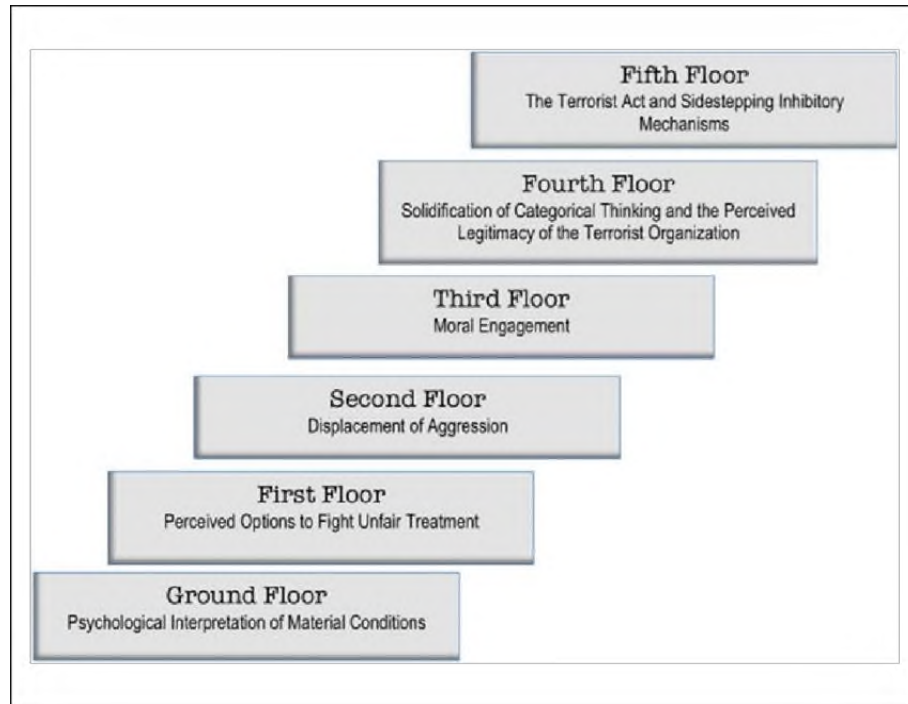 Fifth Floor
The Terrorist Act and Sidestepping Inhibitory
Mechanisms
Fourth Floor
Solidification of Categorical Thinking and the Perceived
Legitimacy of the Terrorist Organization
Third Floor
Moral Engagement
Second Floor
Displacement of Aggression
First Floor
Perceived Options to Fight Unfair Treatment
Ground Floor
Psychological Interpretation of Material Conditions